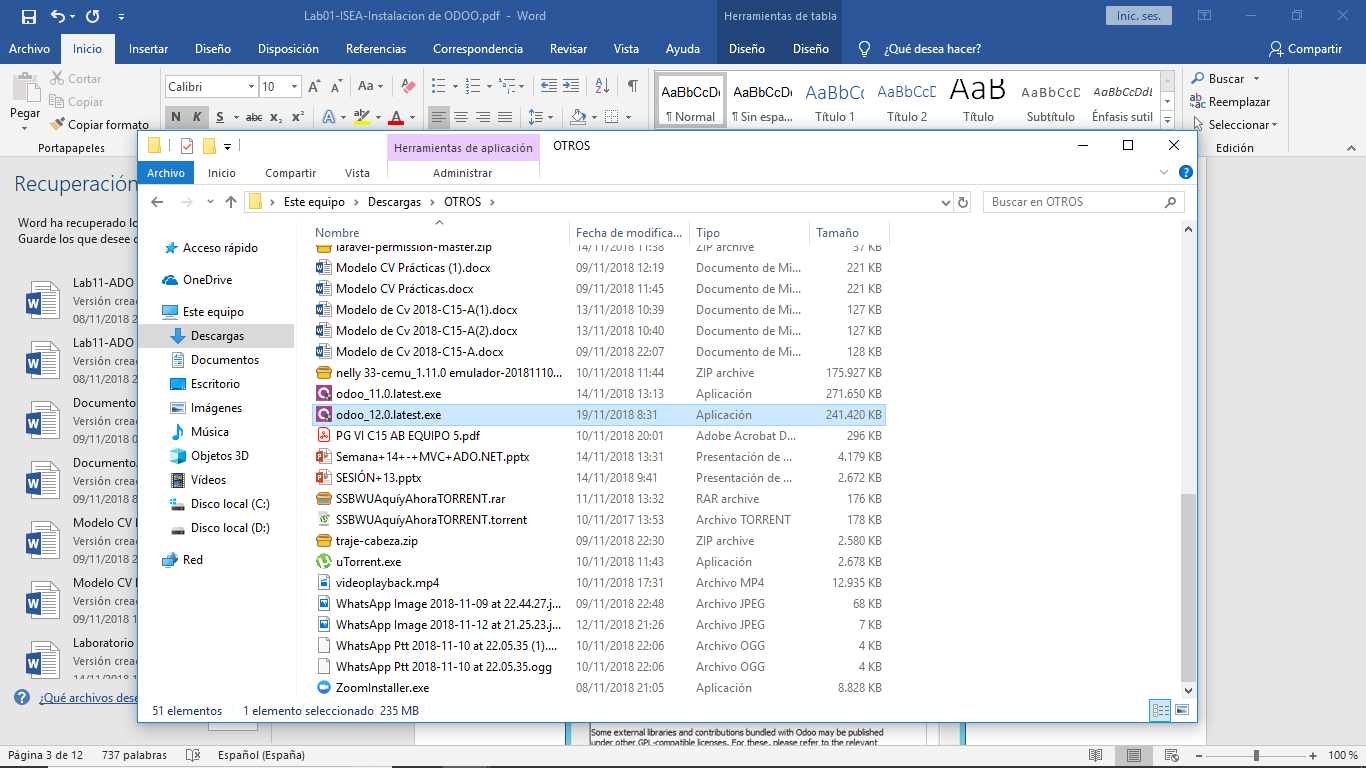 Lab01-ISEA-Instalacion de ODOO.pdf - Word
Herramientas de tabla
Inic. ses.
Archivo Inicio Insertar Diseño Disposición Referencias Correspondencia Revisar Vista Ayuda Diseño Diseño ¿Qué desea hacer? Compartir
Pegar
Cortar
Copiar
Copiar formato
Portapapeles
Calibri 10
N K S abc x₂ x²
AaBbCcDc AaBbCcDc AaBbCc AaBbCcD AaB AaBbCcD AaBbCcDdE
¶ Normal ¶ Sin espa... Título 1 Título 2 Título Subtítulo Énfasis sutil
Buscar
Reemplazar
Seleccionar
Edición
Recuperación
Word ha recuperado lo
Guarde los que desee c
Lab11-ADO
Versión creac
08/11/2018 2
Lab11-ADO
Versión creac
08/11/2018 2
Documento
Versión creac
09/11/2018 0
Documento.
Versión creac
09/11/2018 8
Modelo CV I
Versión creac
09/11/2018 2
Modelo CV I
Versión creac
09/11/2018 1
Laboratorio
Versión creac
14/11/2018 1
¿Qué archivos dese
Herramientas de aplicación
OTROS
Archivo Inicio Compartir Vista Administrar
Este equipo > Descargas > OTROS >
Buscar en OTROS
Acceso rápido
OneDrive
Este equipo
Descargas
Documentos
Escritorio
Imágenes
Música
Objetos 3D
Vídeos
Disco local (C:)
Disco local (D:)
Red
Nombre Fecha de modifica... Tipo Tamaño
laravel-permission-master.zip 14/11/2018 11:38 ZIP archive 37 KB
Modelo CV Prácticas (1).docx 09/11/2018 12:19 Documento de Mi... 221 KB
Modelo CV Prácticas.docx 09/11/2018 11:45 Documento de Mi... 221 KB
Modelo de Cv 2018-C15-A(1).docx 13/11/2018 10:39 Documento de Mi... 127 KB
Modelo de Cv 2018-C15-A(2).docx 13/11/2018 10:40 Documento de Mi... 127 KB
Modelo de Cv 2018-C15-A.docx 09/11/2018 22:07 Documento de Mi... 128 KB
nelly 33-cemu_1.11.0 emulador-20181110... 10/11/2018 11:44 ZIP archive 175.927 KB
odoo_11.0.latest.exe 14/11/2018 13:13 Aplicación 271.650 KB
odoo_12.0.latest.exe 19/11/2018 8:31 Aplicación 241.420 KB
PG VI C15 AB EQUIPO 5.pdf 10/11/2018 20:01 Adobe Acrobat D... 296 KB
Semana+14+-+MVC+ADO.NET.pptx 14/11/2018 13:31 Presentación de ... 4.179 KB
SESIÓN+13.pptx 14/11/2018 9:41 Presentación de ... 2.672 KB
SSBWUAquíyAhoraTORRENT.rar 11/11/2018 13:32 RAR archive 176 KB
SSBWUAquíyAhoraTORRENT.torrent 10/11/2017 13:53 Archivo TORRENT 178 KB
traje-cabeza.zip 09/11/2018 22:30 ZIP archive 2.580 KB
uTorrent.exe 10/11/2018 11:43 Aplicación 2.678 KB
videoplayback.mp4 10/11/2018 17:31 Archivo MP4 12.935 KB
WhatsApp Image 2018-11-09 at 22.44.27.j... 09/11/2018 22:48 Archivo JPEG 68 KB
WhatsApp Image 2018-11-12 at 21.25.23.j... 12/11/2018 21:26 Archivo JPEG 7 KB
WhatsApp Ptt 2018-11-10 at 22.05.35 (1).... 10/11/2018 22:06 Archivo OGG 4 KB
WhatsApp Ptt 2018-11-10 at 22.05.35.ogg 10/11/2018 22:06 Archivo OGG 4 KB
ZoomInstaller.exe 08/11/2018 21:05 Aplicación 8.828 KB
51 elementos 1 elemento seleccionado 235 MB
Some external libraries and contributions bundled with Odoo may be published
under other GPL-compatible licenses. For these, please refer to the relevant
Página 3 de 12 737 palabras Español (España) 100 %